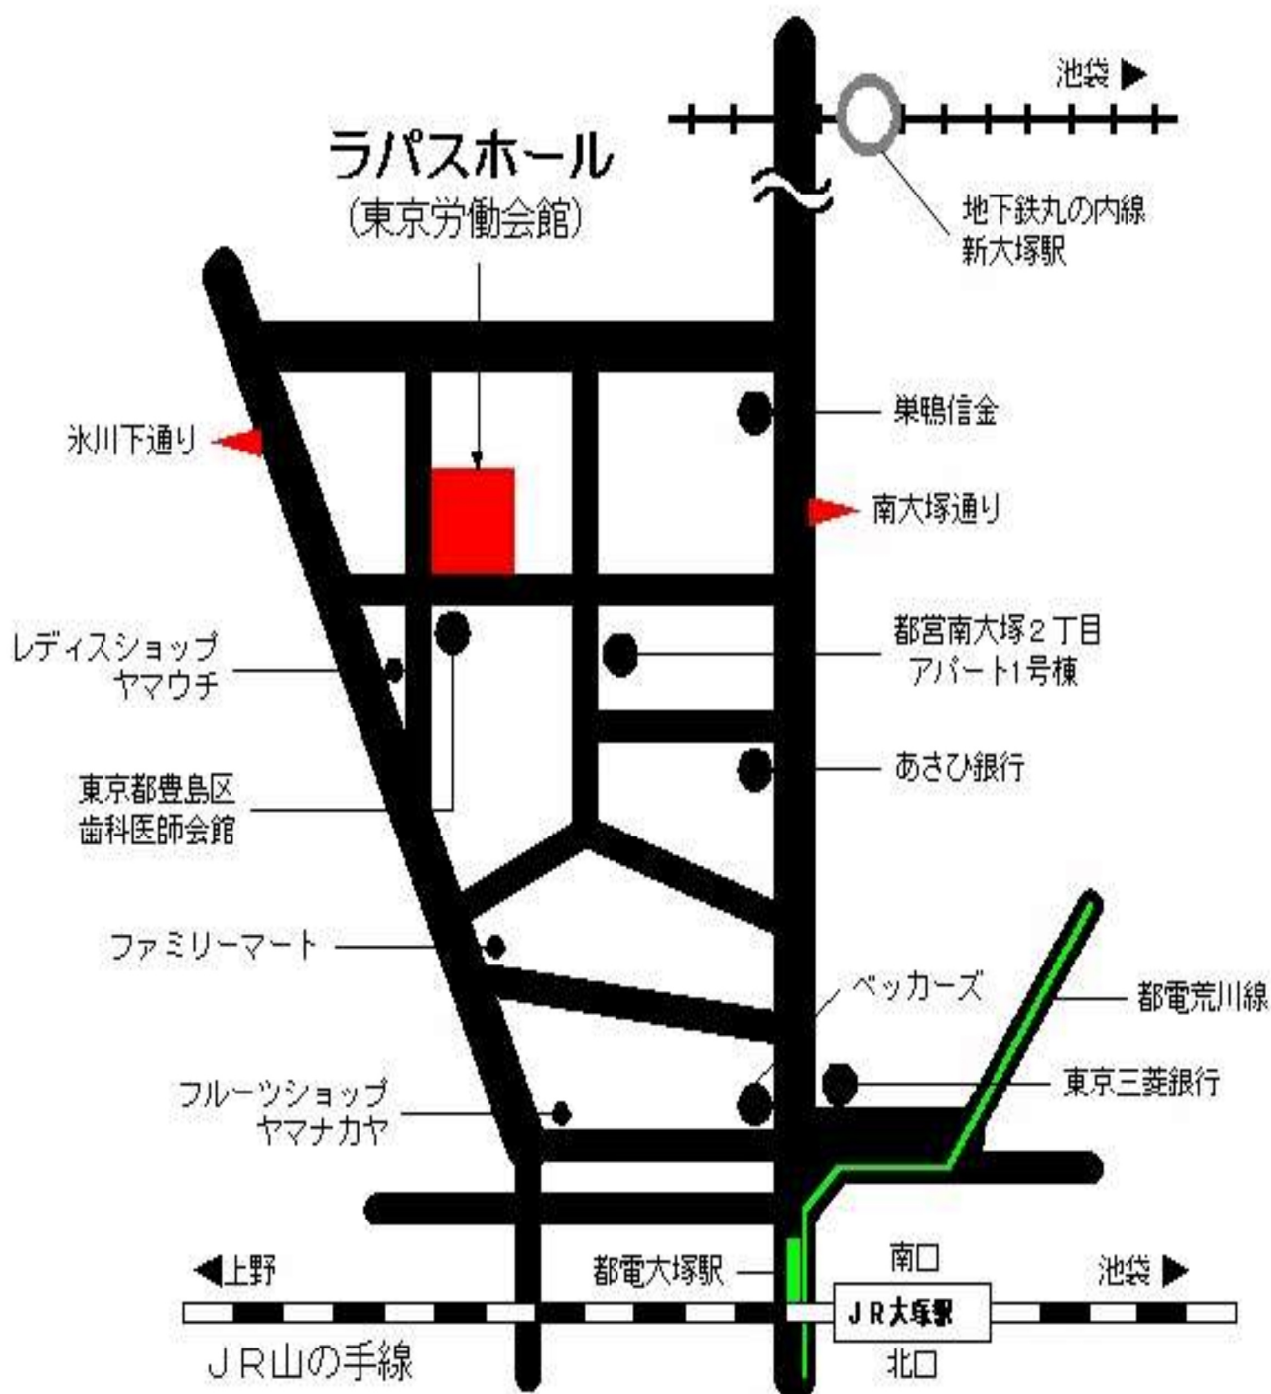 池袋
ラパスホール
(東京労働会館)
地下鉄丸の内線
新大塚駅
巣鴨信金
氷川下通り
南大塚通り
レディスショップ
ヤマウチ
都営南大塚2丁目
アパート1号棟
あさひ銀行
東京都豊島区
歯科医師会館
ファミリーマート
ベッカーズ
都電荒川線
フルーツショップ
ヤマナカヤ
東京三菱銀行
上野
都電大塚駅
南口
池袋
JR大塚駅
JR山の手線
北口